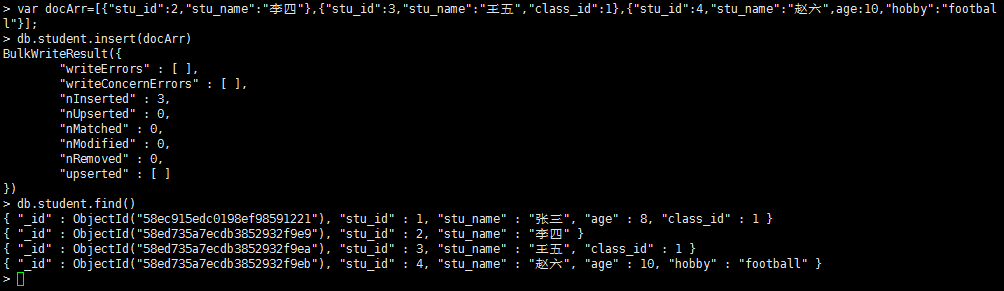 > var docArr=[{"stu_id":2,"stu_name":"李四"},{"stu_id":3,"stu_name":"王五","class_id":1},{"stu_id":4,"stu_name":"赵六",age:10,"hobby":"footbal
l"}];
> db.student.insert(docArr)
BulkWriteResult({
        "writeErrors" : [ ],
        "writeConcernErrors" : [ ],
        "nInserted" : 3,
        "nUpserted" : 0,
        "nMatched" : 0,
        "nModified" : 0,
        "nRemoved" : 0,
        "upserted" : [ ]
})
> db.student.find()
{ "_id" : ObjectId("58ec915edc0198ef98591221"), "stu_id" : 1, "stu_name" : "张三", "age" : 8, "class_id" : 1 }
{ "_id" : ObjectId("58ed735a7ecdb3852932f9e9"), "stu_id" : 2, "stu_name" : "李四" }
{ "_id" : ObjectId("58ed735a7ecdb3852932f9ea"), "stu_id" : 3, "stu_name" : "王五", "class_id" : 1 }
{ "_id" : ObjectId("58ed735a7ecdb3852932f9eb"), "stu_id" : 4, "stu_name" : "赵六", "age" : 10, "hobby" : "football" }
>